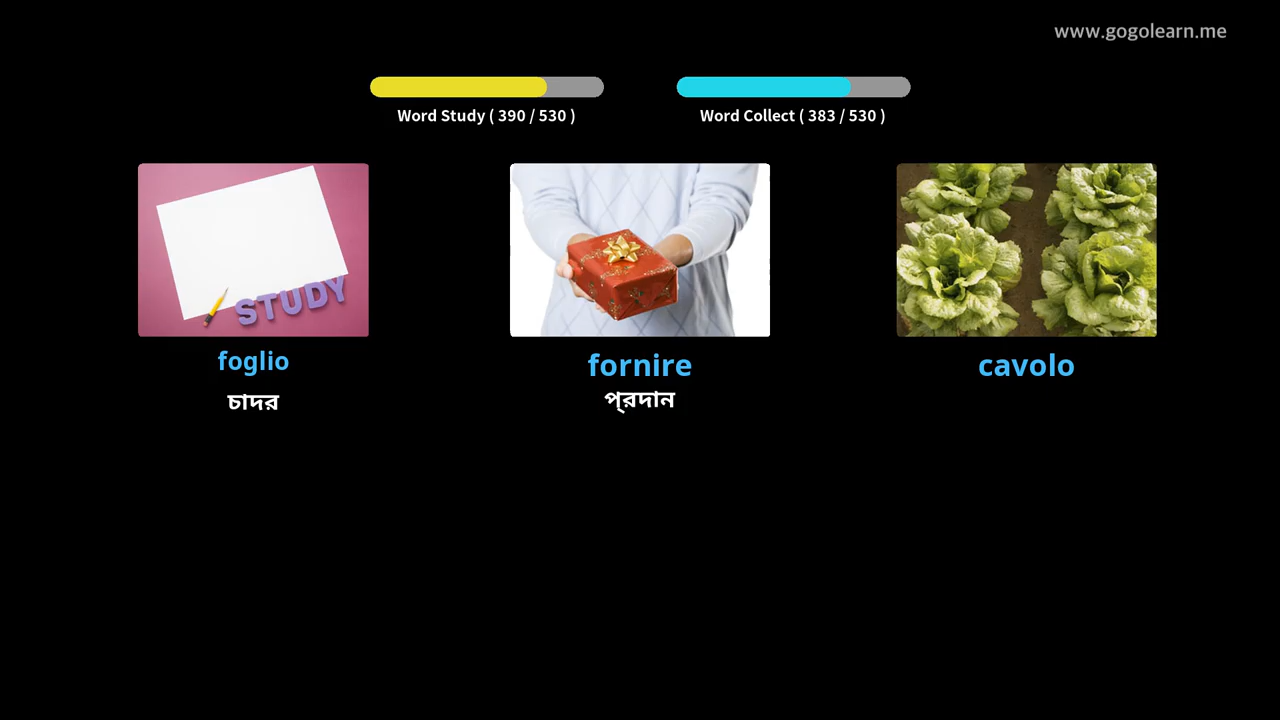 www.gogolearn.me
Word Study ( 390 / 530 )
Word Collect ( 383 / 530 )
STUDY
foglio
fornire
cavolo
চাদর
প্রদান